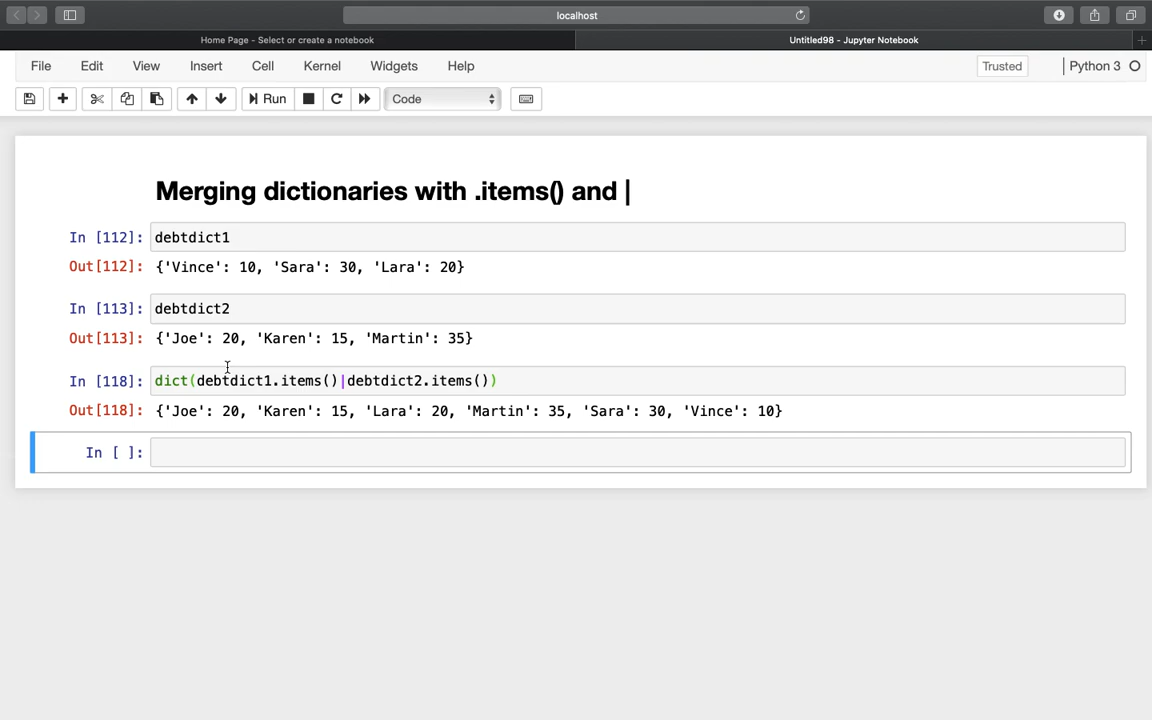 localhost
Home Page - Select or create a notebook
Untitled98 - Jupyter Notebook
File Edit View Insert Cell Kernel Widgets Help Trusted Python 3
Run Code
Merging dictionaries with .items() and |
In [112]: debtdict1
Out[112]: {'Vince': 10, 'Sara': 30, 'Lara': 20}
In [113]: debtdict2
Out[113]: {'Joe': 20, 'Karen': 15, 'Martin': 35}
In [118]: dict(debtdict1.items()|debtdict2.items())
Out[118]: {'Joe': 20, 'Karen': 15, 'Lara': 20, 'Martin': 35, 'Sara': 30, 'Vince': 10}
In [ ]: